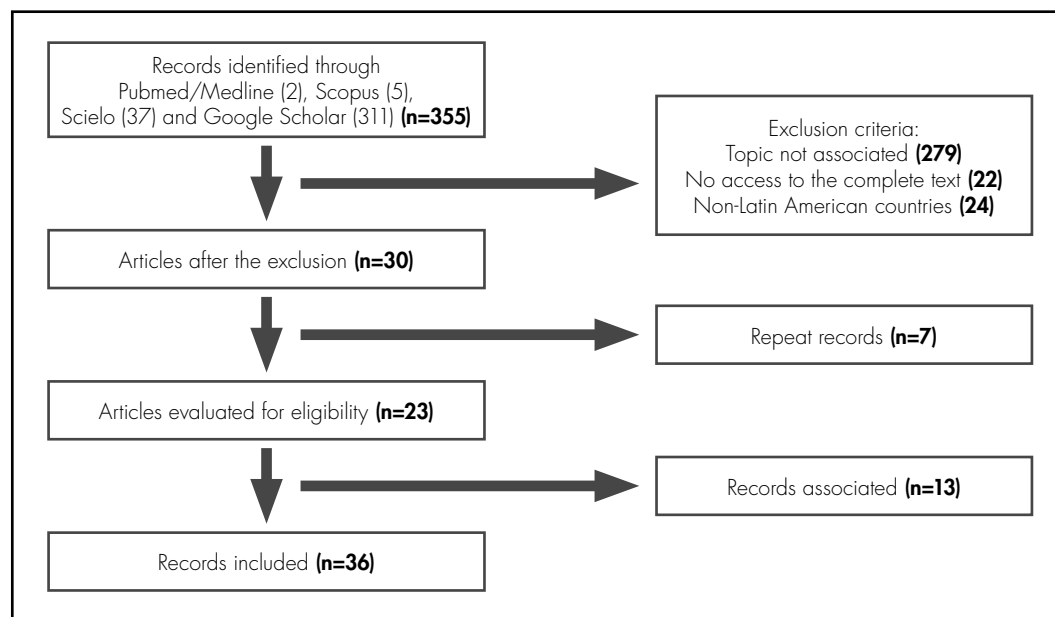 Records identified through
Pubmed/Medline (2), Scopus (5),
Scielo (37) and Google Scholar (311) (n=355)
Exclusion criteria:
Topic not associated (279)
No access to the complete text (22)
Non-Latin American countries (24)
Articles after the exclusion (n=30)
Repeat records (n=7)
Articles evaluated for eligibility (n=23)
Records associated (n=13)
Records included (n=36)